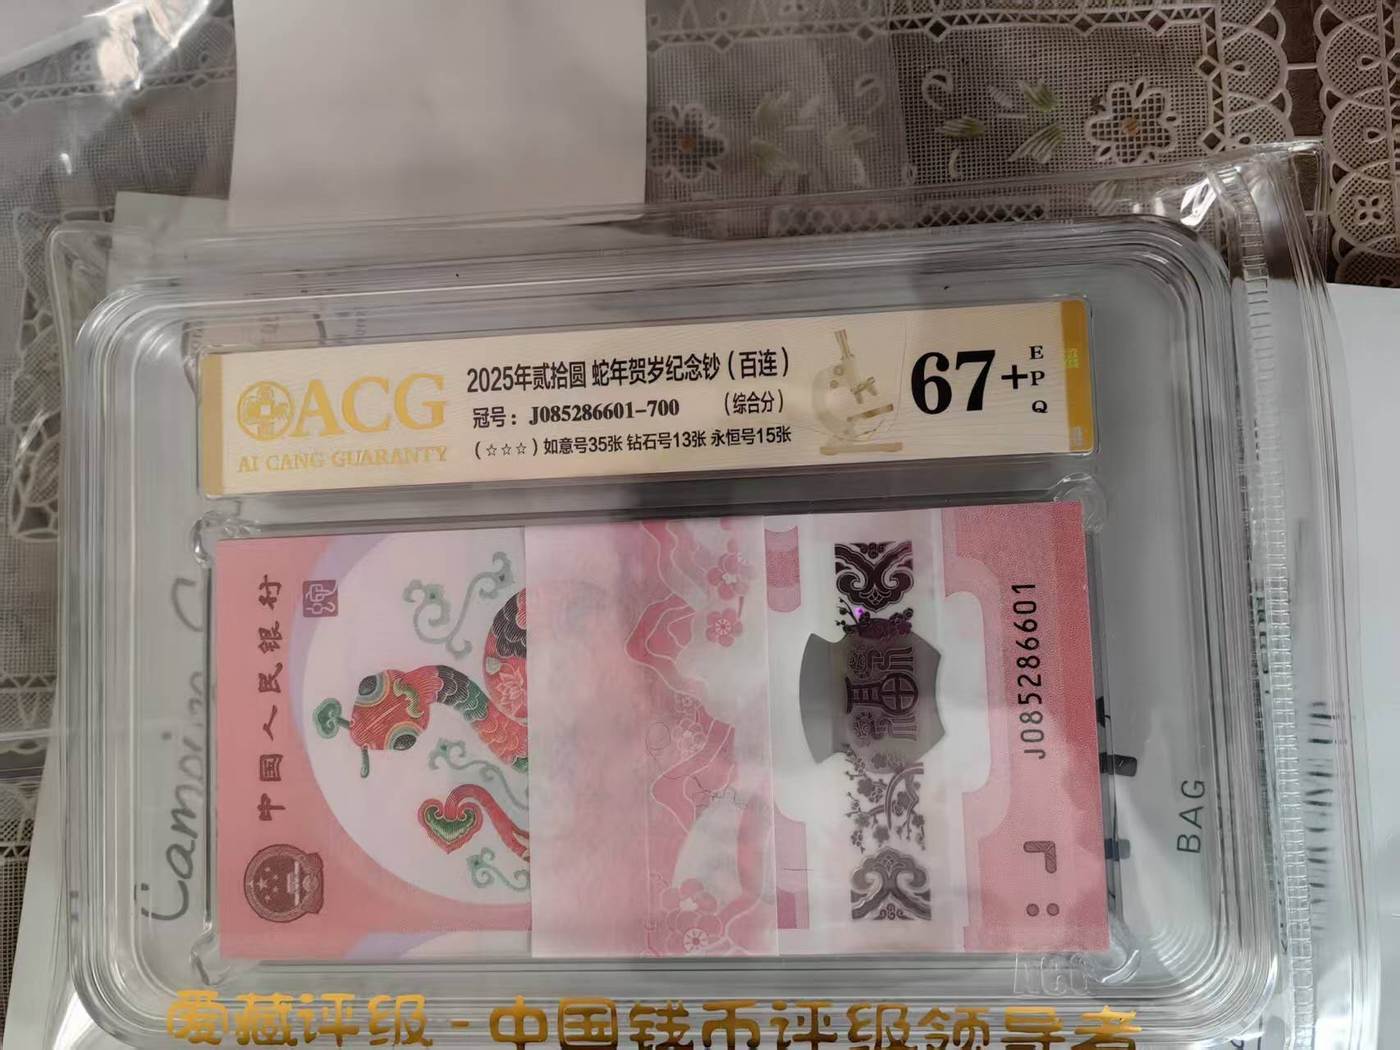 ACG
AI CANG GUARANTY
2025年贰拾圆 蛇年贺岁纪念钞(百连)
冠号: J085286601-700 (综合分)
(☆☆☆) 如意号35张 钻石号13张 永恒号15张
67+
EPQ
中国人民银行
J085286601
BAG
ACG
爱藏评级-中国钱币评级领导者